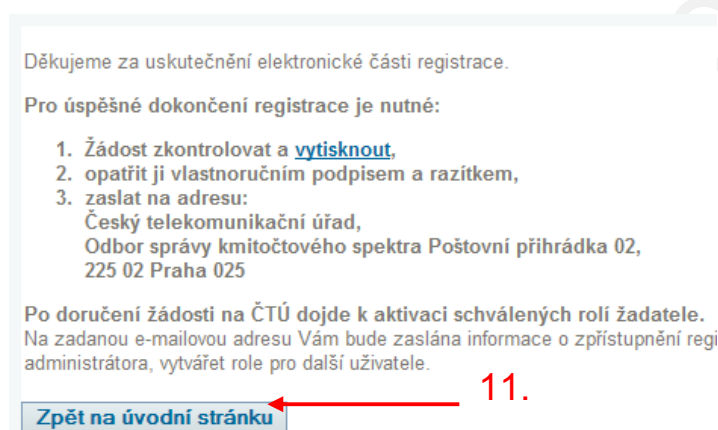 Děkujeme za uskutečnění elektronické části registrace.
Pro úspěšné dokončení registrace je nutné:
1. Žádost zkontrolovat a vytisknout,
2. opatřit ji vlastnoručním podpisem a razítkem,
3. zaslat na adresu:
Český telekomunikační úřad,
Odbor správy kmitočtového spektra Poštovní přihrádka 02,
225 02 Praha 025
Po doručení žádosti na ČTÚ dojde k aktivaci schválených rolí žadatele.
Na zadanou e-mailovou adresu Vám bude zaslána informace o zpřístupnění regi
administrátora, vytvářet role pro další uživatele.
11.
Zpět na úvodní stránku